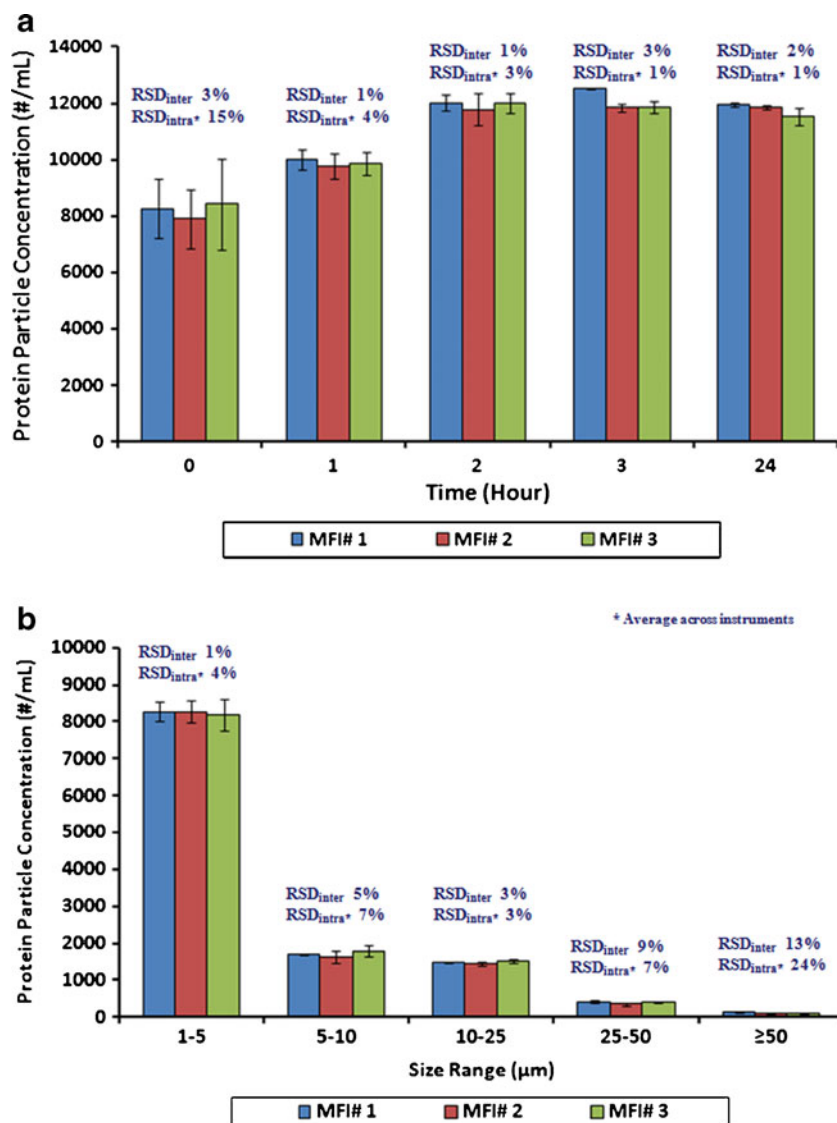 a
14000
12000
10000
8000
6000
4000
2000
0
Protein Particle Concentration (#/mL)
RSDinter 3%
RSDintra* 15%
RSDinter 1%
RSDintra* 4%
RSDinter 1%
RSDintra* 3%
RSDinter 3%
RSDintra* 1%
RSDinter 2%
RSDintra* 1%
0 1 2 3 24
Time (Hour)
MFI# 1 MFI# 2 MFI# 3
b
* Average across instruments
10000
9000
8000
7000
6000
5000
4000
3000
2000
1000
0
Protein Particle Concentration (#/mL)
RSDinter 1%
RSDintra* 4%
RSDinter 5%
RSDintra* 7%
RSDinter 3%
RSDintra* 3%
RSDinter 9%
RSDintra* 7%
RSDinter 13%
RSDintra* 24%
1-5 5-10 10-25 25-50 ≥50
Size Range (µm)
MFI# 1 MFI# 2 MFI# 3